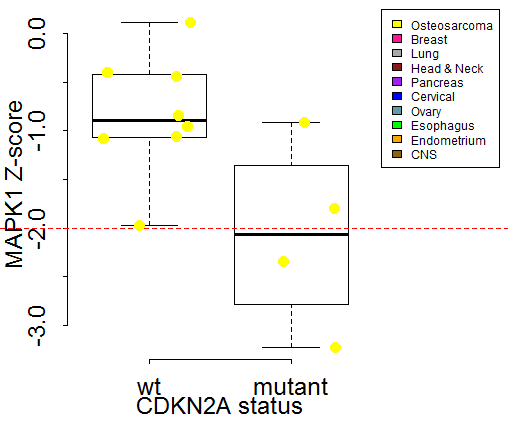 0.0
-1.0
-2.0
-3.0
MAPK1 Z-score
wt mutant
CDKN2A status
Osteosarcoma
Breast
Lung
Head & Neck
Pancreas
Cervical
Ovary
Esophagus
Endometrium
CNS